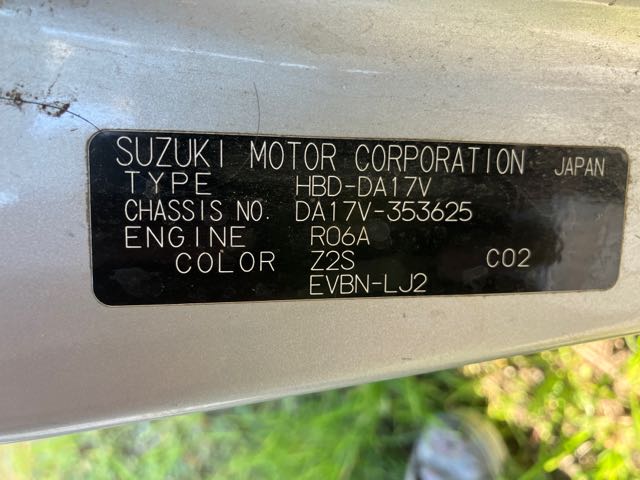 SUZUKI MOTOR CORPORATION JAPAN
TYPE HBD-DA17V
CHASSIS NO. DA17V-353625
ENGINE R06A
COLOR Z2S C02
EVBN-LJ2